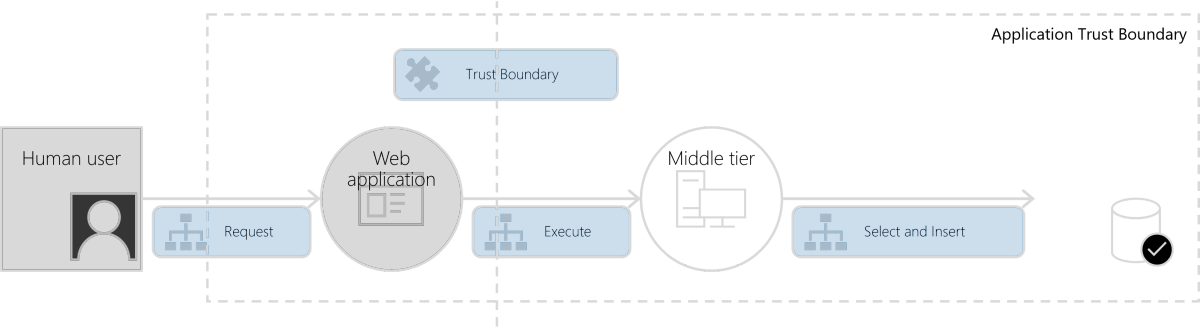 Application Trust Boundary
Trust Boundary
Human user
Web
application
Middle tier
Request
Execute
Select and Insert